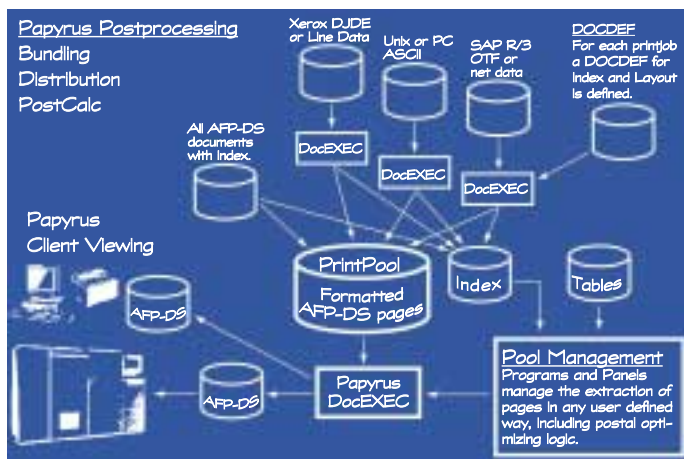 Papyrus Postprocessing
Bundling
Distribution
PostCalc
Xerox DJDE
or Line Data
Unix or PC
ASCII
SAP R/3
OTF or
net data
DOCDEF
For each printjob
a DOCDEF for
Index and Layout
is defined.
All AFP-DS
documents
with index.
DocEXEC
DocEXEC
DocEXEC
Papyrus
Client Viewing
PrintPool
Formatted
AFP-DS pages
Index
Tables
AFP-DS
Pool Management
Programs and Panels
manage the extraction of
pages in any user defined
way, including postal opti-
mizing logic.
Papyrus
DocEXEC
AFP-DS